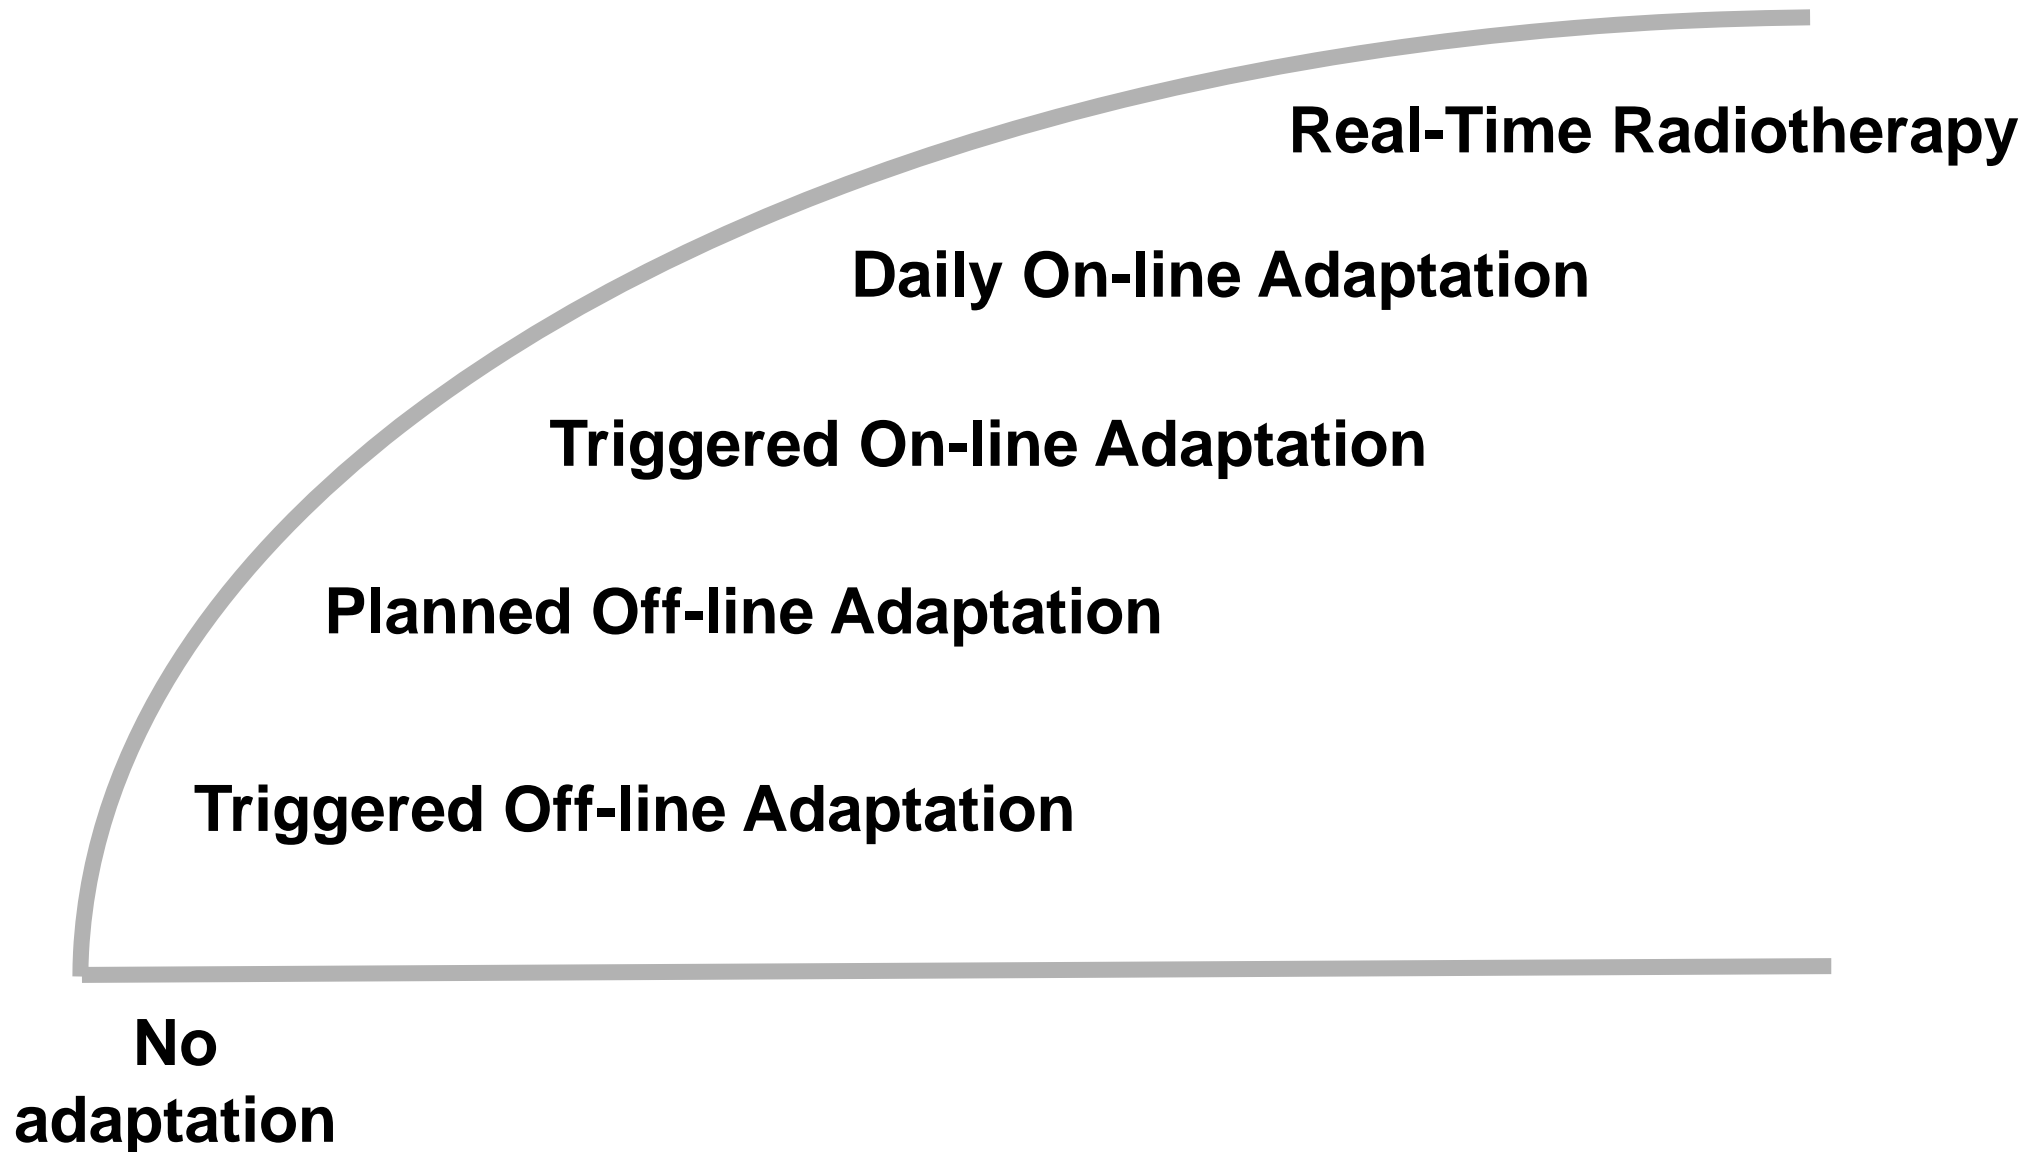 Real-Time Radiotherapy
Daily On-line Adaptation
Triggered On-line Adaptation
Planned Off-line Adaptation
Triggered Off-line Adaptation
No
adaptation